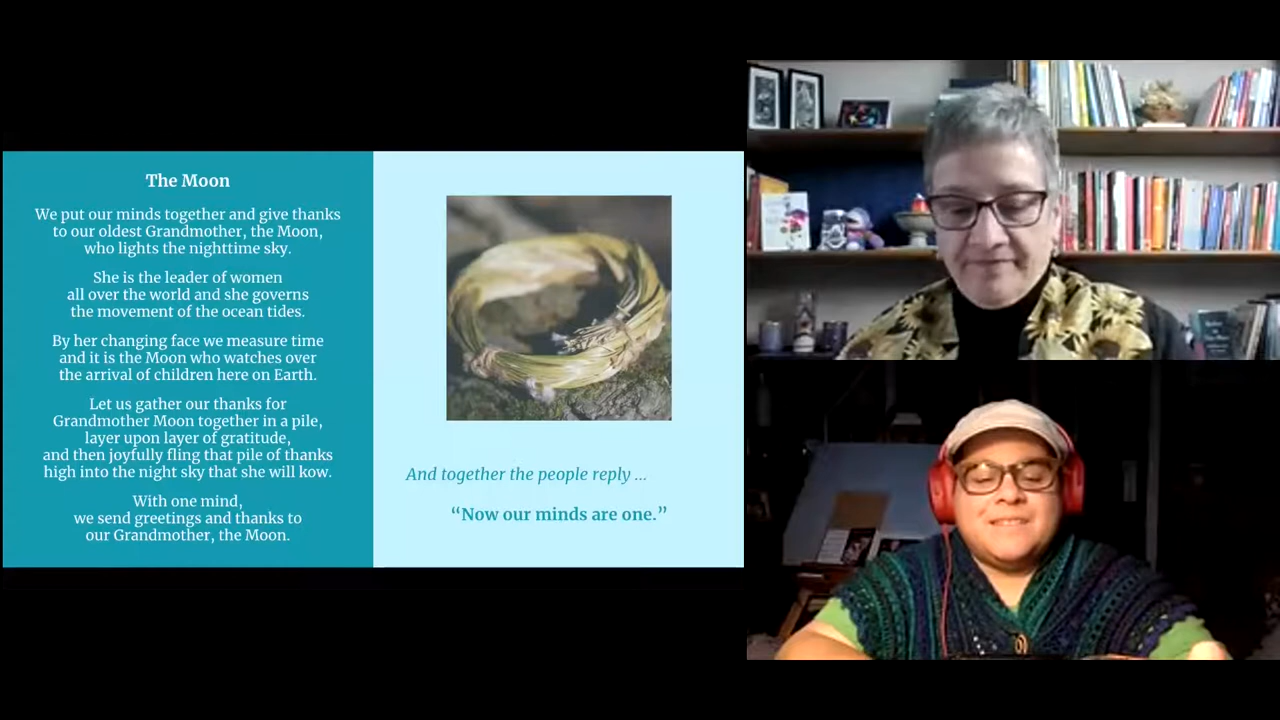 The Moon
We put our minds together and give thanks
to our oldest Grandmother, the Moon,
who lights the nighttime sky.
She is the leader of women
all over the world and she governs
the movement of the ocean tides.
By her changing face we measure time
and it is the Moon who watches over
the arrival of children here on Earth.
Let us gather our thanks for
Grandmother Moon together in a pile,
layer upon layer of gratitude,
and then joyfully fling that pile of thanks
high into the night sky that she will kow.
With one mind,
we send greetings and thanks to
our Grandmother, the Moon.
And together the people reply ...
“Now our minds are one.”